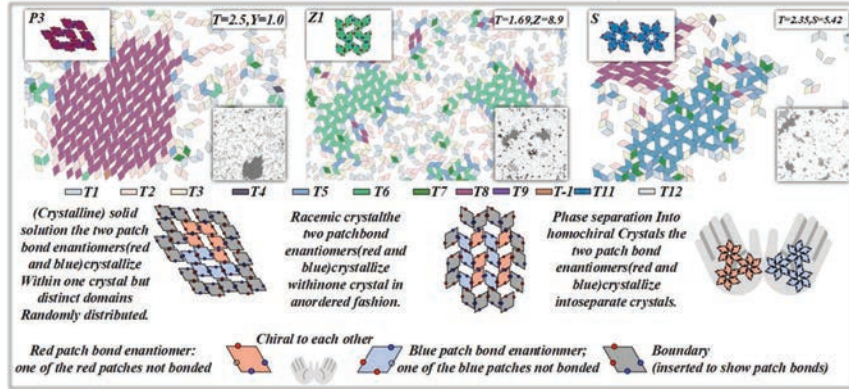 P3
T=2.5,Y=1.0
Z1
T=1.69,Z=8.9
S
T=2.35,S=5.42
T1 T2 T3 T4 T5 T6 T7 T8 T9 T-1 T11 T12
(Crystalline) solid
solution the two patch
bond enantiomers(red
and blue)crystallize
Within one crystal but
distinct domains
Randomly distributed.
Racemic crystalthe
two patchbond
enantiomers(red and
blue)crystallize
withinone crystal in
anordered fashion.
Phase separation Into
homochiral Crystals the
two patch bond
enantiomers(red and
blue)crystallize
intoseparate crystals.
Chiral to each other
Red patch bond enantiomer:
one of the red patches not bonded
Blue patch bond enantionmer;
one of the blue patches not bonded
Boundary
(inserted to show patch bonds)